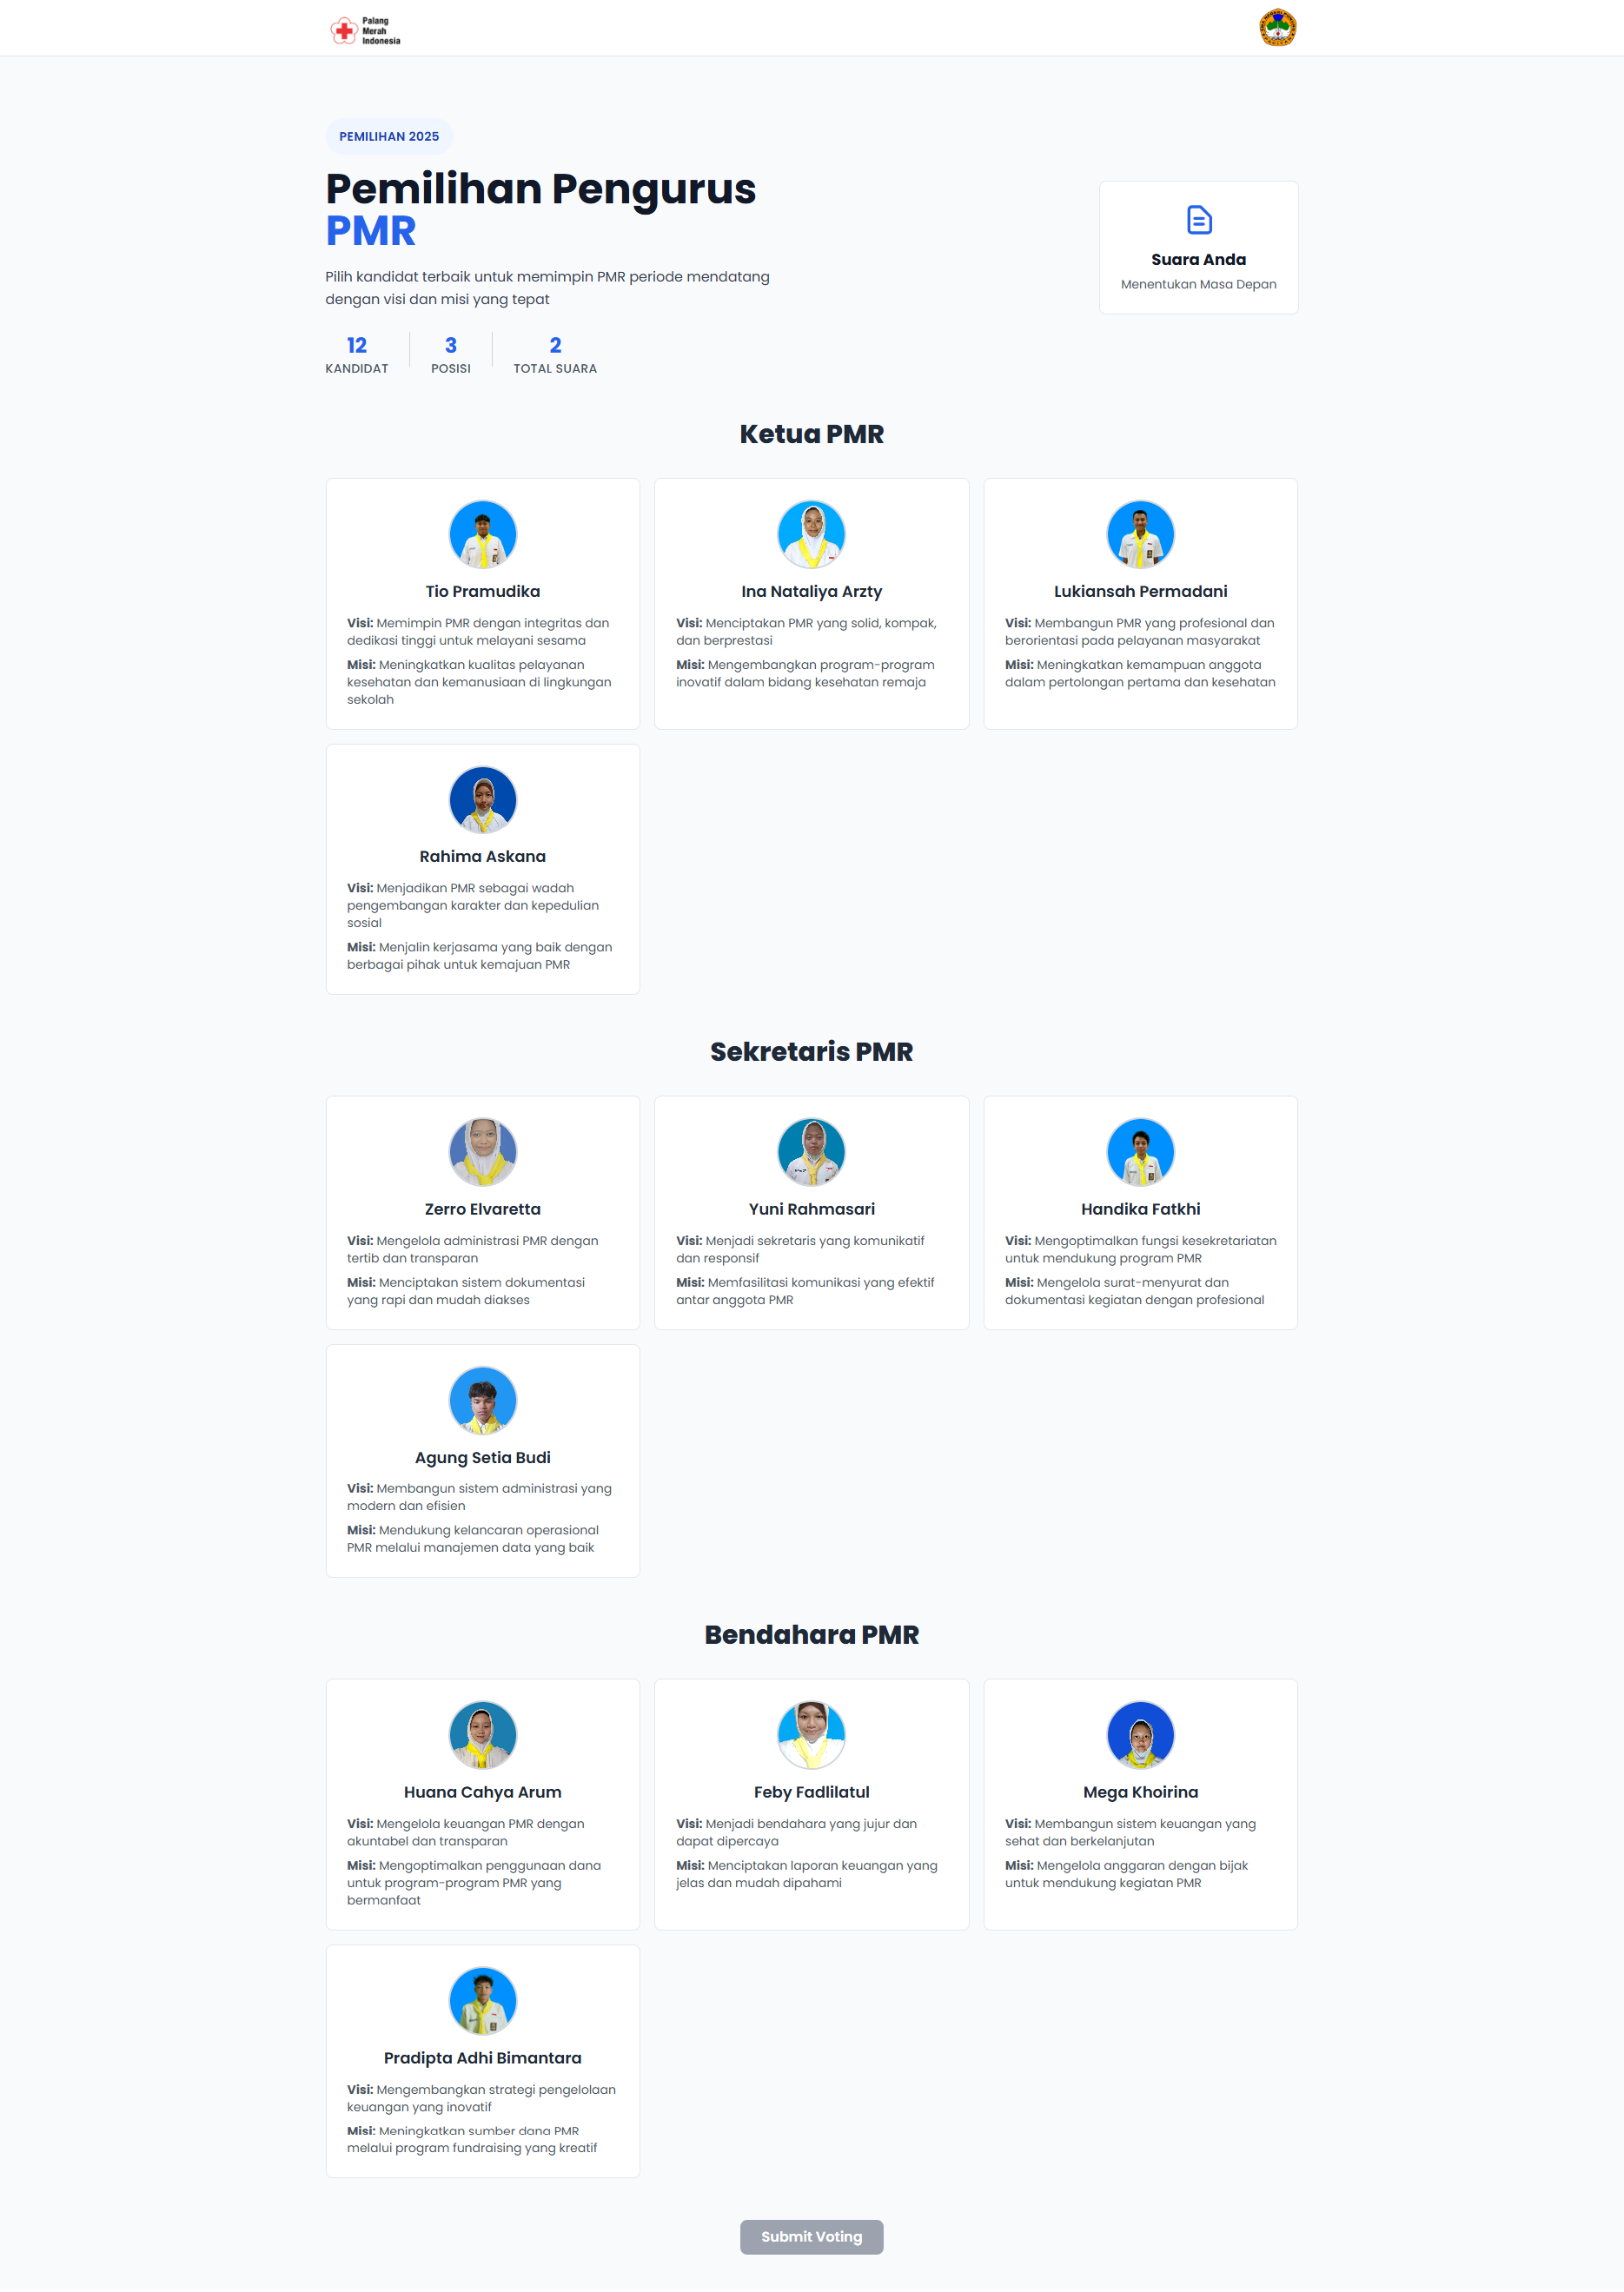 Palang
Merah
Indonesia
PEMILIHAN 2025
Pemilihan Pengurus
PMR
Pilih kandidat terbaik untuk memimpin PMR periode mendatang
dengan visi dan misi yang tepat
12
KANDIDAT
3
POSISI
2
TOTAL SUARA
Suara Anda
Menentukan Masa Depan
Ketua PMR
Tio Pramudika
Visi: Memimpin PMR dengan integritas dan
dedikasi tinggi untuk melayani sesama
Misi: Meningkatkan kualitas pelayanan
kesehatan dan kemanusiaan di lingkungan
sekolah
Ina Nataliya Arzty
Visi: Menciptakan PMR yang solid, kompak,
dan berprestasi
Misi: Mengembangkan program-program
inovatif dalam bidang kesehatan remaja
Lukiansah Permadani
Visi: Membangun PMR yang profesional dan
berorientasi pada pelayanan masyarakat
Misi: Meningkatkan kemampuan anggota
dalam pertolongan pertama dan kesehatan
Rahima Askana
Visi: Menjadikan PMR sebagai wadah
pengembangan karakter dan kepedulian
sosial
Misi: Menjalin kerjasama yang baik dengan
berbagai pihak untuk kemajuan PMR
Sekretaris PMR
Zerro Elvaretta
Visi: Mengelola administrasi PMR dengan
tertib dan transparan
Misi: Menciptakan sistem dokumentasi
yang rapi dan mudah diakses
Yuni Rahmasari
Visi: Menjadi sekretaris yang komunikatif
dan responsif
Misi: Memfasilitasi komunikasi yang efektif
antar anggota PMR
Handika Fatkhi
Visi: Mengoptimalkan fungsi kesekretariatan
untuk mendukung program PMR
Misi: Mengelola surat-menyurat dan
dokumentasi kegiatan dengan profesional
Agung Setia Budi
Visi: Membangun sistem administrasi yang
modern dan efisien
Misi: Mendukung kelancaran operasional
PMR melalui manajemen data yang baik
Bendahara PMR
Huana Cahya Arum
Visi: Mengelola keuangan PMR dengan
akuntabel dan transparan
Misi: Mengoptimalkan penggunaan dana
untuk program-program PMR yang
bermanfaat
Feby Fadlilatul
Visi: Menjadi bendahara yang jujur dan
dapat dipercaya
Misi: Menciptakan laporan keuangan yang
jelas dan mudah dipahami
Mega Khoirina
Visi: Membangun sistem keuangan yang
sehat dan berkelanjutan
Misi: Mengelola anggaran dengan bijak
untuk mendukung kegiatan PMR
Pradipta Adhi Bimantara
Visi: Mengembangkan strategi pengelolaan
keuangan yang inovatif
Misi: Meningkatkan sumber dana PMR
melalui program fundraising yang kreatif
Submit Voting